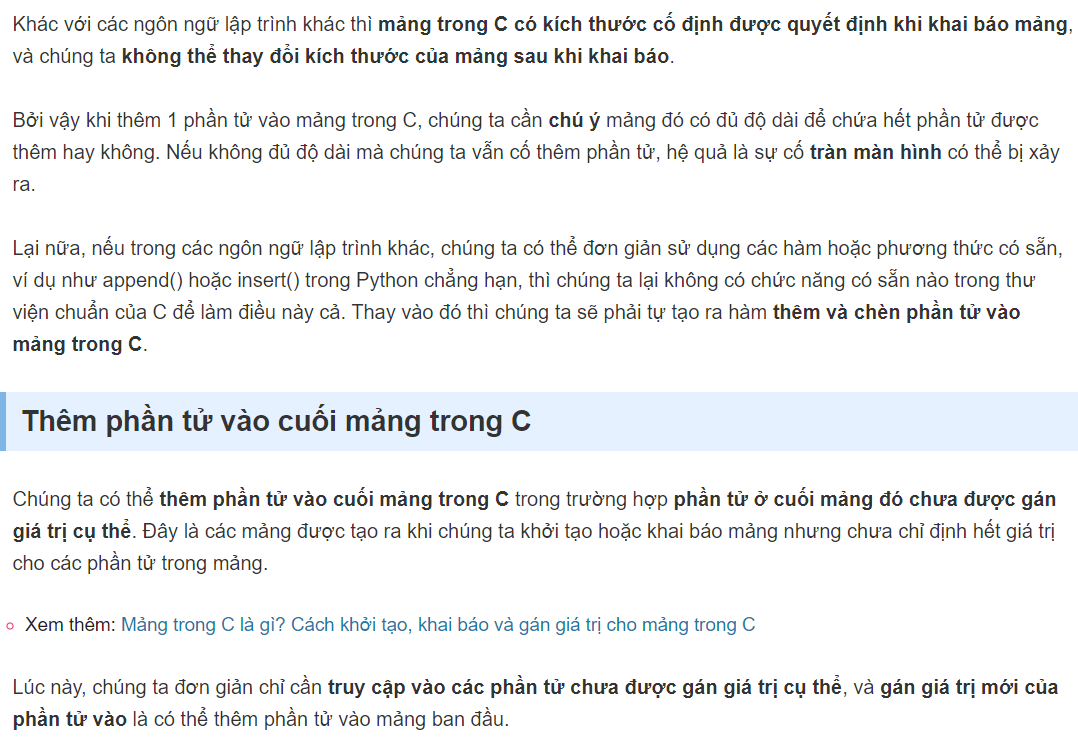 Khác với các ngôn ngữ lập trình khác thì mảng trong C có kích thước cố định được quyết định khi khai báo mảng,
và chúng ta không thể thay đổi kích thước của mảng sau khi khai báo.
Bởi vậy khi thêm 1 phần tử vào mảng trong C, chúng ta cần chú ý mảng đó có đủ độ dài để chứa hết phần tử được
thêm hay không. Nếu không đủ độ dài mà chúng ta vẫn cố thêm phần tử, hệ quả là sự cố tràn màn hình có thể bị xảy
ra.
Lại nữa, nếu trong các ngôn ngữ lập trình khác, chúng ta có thể đơn giản sử dụng các hàm hoặc phương thức có sẵn,
ví dụ như append() hoặc insert() trong Python chẳng hạn, thì chúng ta lại không có chức năng có sẵn nào trong thư
viện chuẩn của C để làm điều này cả. Thay vào đó thì chúng ta sẽ phải tự tạo ra hàm thêm và chèn phần tử vào
mảng trong C.
Thêm phần tử vào cuối mảng trong C
Chúng ta có thể thêm phần tử vào cuối mảng trong C trong trường hợp phần tử ở cuối mảng đó chưa được gán
giá trị cụ thể. Đây là các mảng được tạo ra khi chúng ta khởi tạo hoặc khai báo mảng nhưng chưa chỉ định hết giá trị
cho các phần tử trong mảng.
Xem thêm: Mảng trong C là gì? Cách khởi tạo, khai báo và gán giá trị cho mảng trong C
Lúc này, chúng ta đơn giản chỉ cần truy cập vào các phần tử chưa được gán giá trị cụ thể, và gán giá trị mới của
phần tử vào là có thể thêm phần tử vào mảng ban đầu.